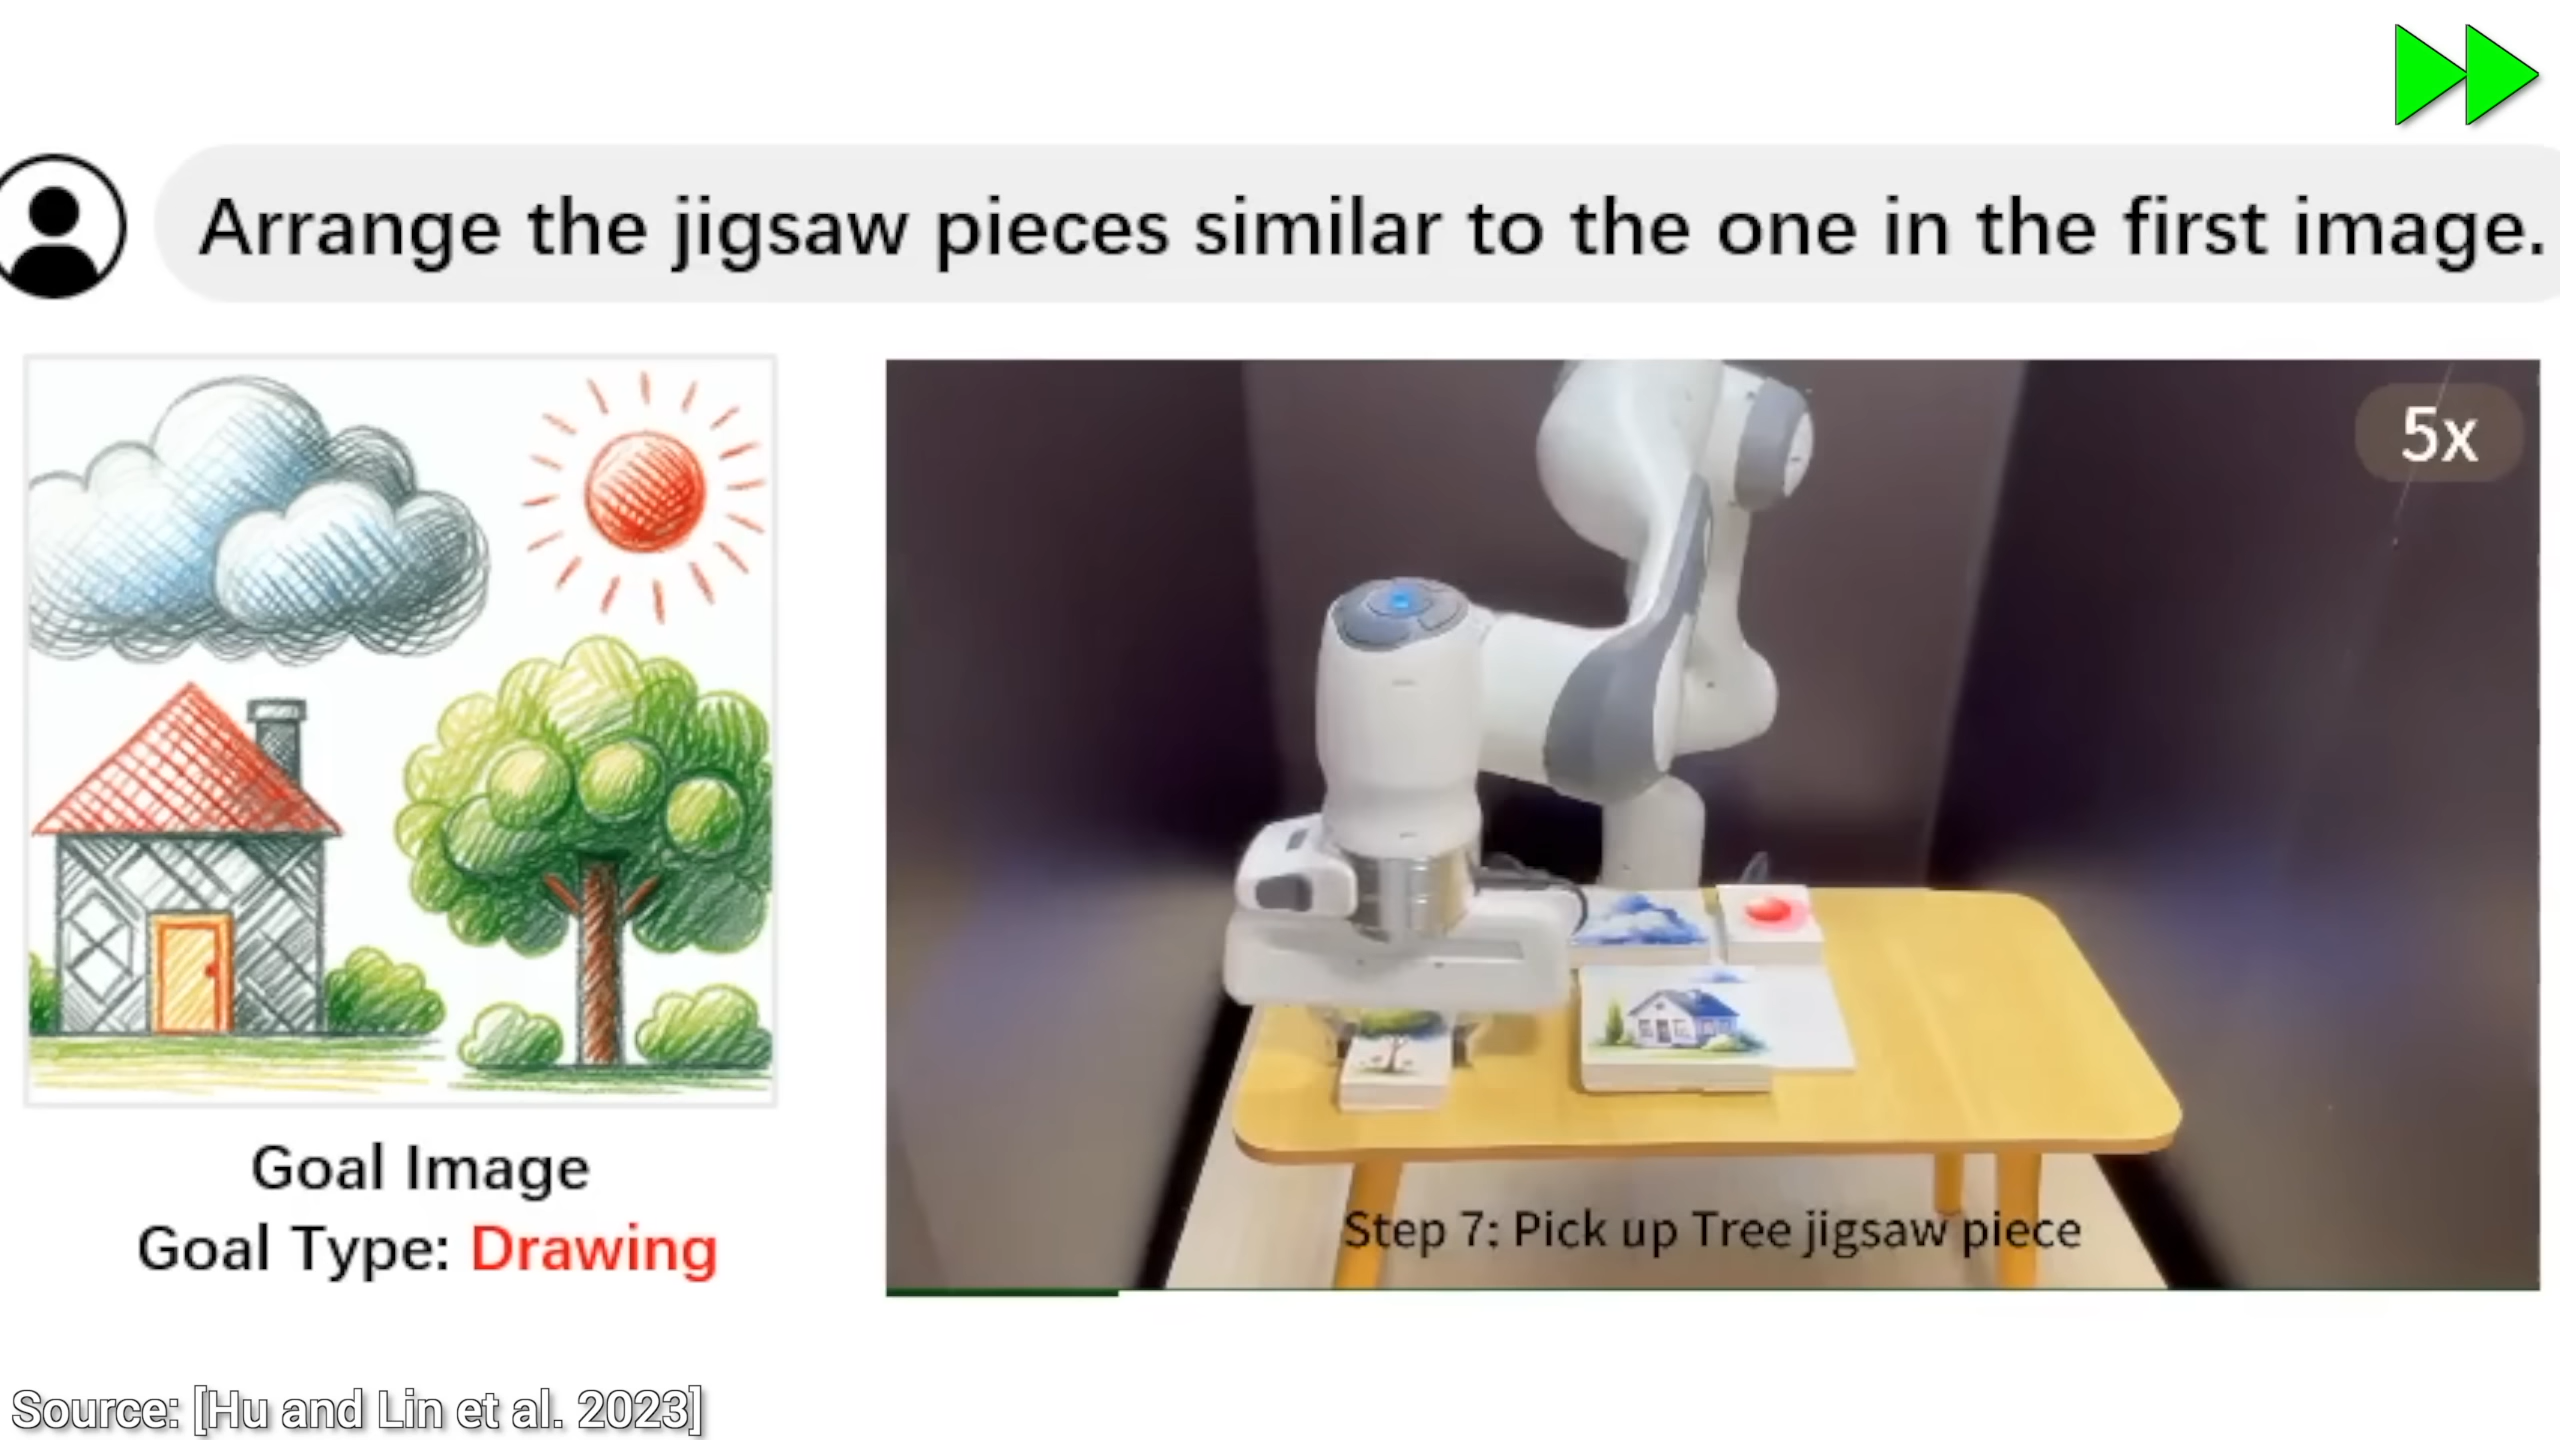 Arrange the jigsaw pieces similar to the one in the first image.
5x
Step 7: Pick up Tree jigsaw piece
Goal Image
Goal Type: Drawing
Source: [Hu and Lin et al. 2023]